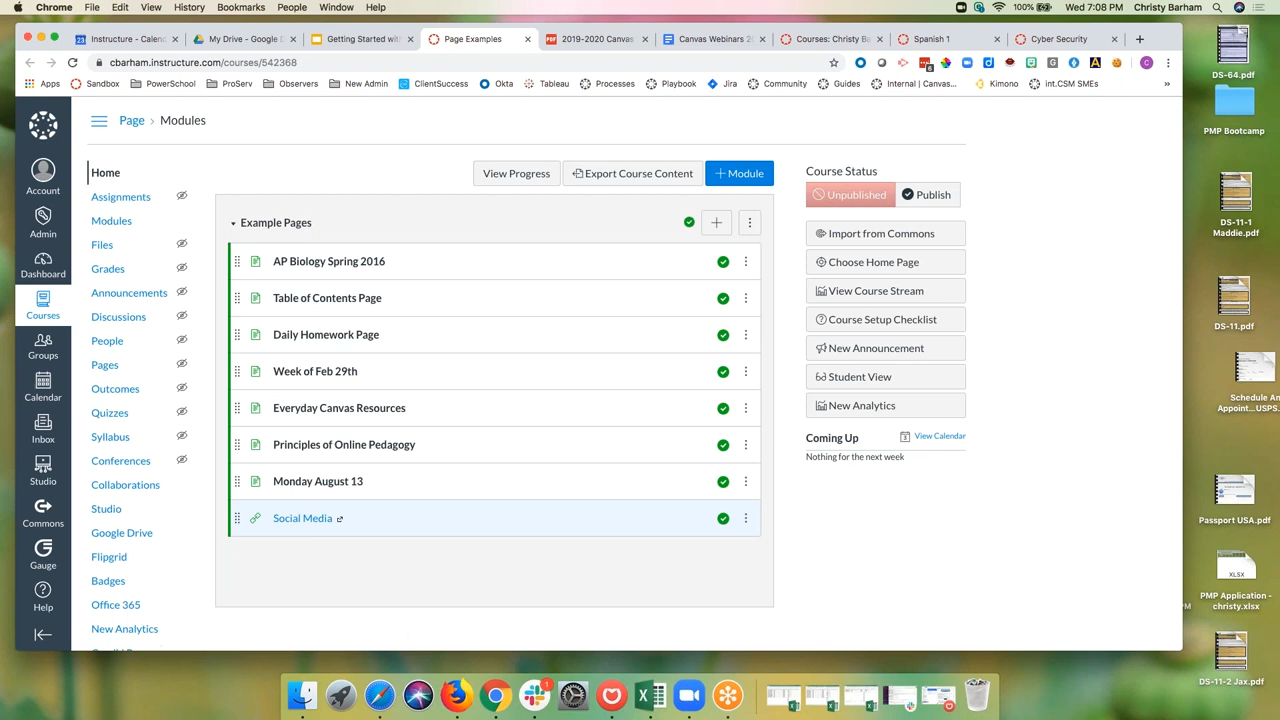 Chrome File Edit View History Bookmarks People Window Help 100% Wed 7:08 PM Christy Barham
Instructure - Calend
My Drive - Google D
Getting Started with
Page Examples
2019-2020 Canvas
Canvas Webinars 20
Courses: Christy Ba
Spanish 1
Cyber Security
cbarham.instructure.com/courses/542368
Apps Sandbox PowerSchool ProServ Observers New Admin ClientSuccess Okta Tableau Processes Playbook Jira Community Guides Internal | Canvas... Kimono int.CSM SMEs »
Page > Modules
Account
Admin
Dashboard
Courses
Groups
Calendar
Inbox
Studio
Commons
Gauge
Help
Home
Assignments
Modules
Files
Grades
Announcements
Discussions
People
Pages
Outcomes
Quizzes
Syllabus
Conferences
Collaborations
Studio
Google Drive
Flipgrid
Badges
Office 365
New Analytics
View Progress
Export Course Content
+ Module
Example Pages
AP Biology Spring 2016
Table of Contents Page
Daily Homework Page
Week of Feb 29th
Everyday Canvas Resources
Principles of Online Pedagogy
Monday August 13
Social Media
Course Status
Unpublished
Publish
Import from Commons
Choose Home Page
View Course Stream
Course Setup Checklist
New Announcement
Student View
New Analytics
Coming Up
View Calendar
Nothing for the next week
DS-64.pdf
PMP Bootcamp
DS-11-1
Maddie.pdf
DS-11.pdf
Schedule An
Appoint...USPS.
Passport USA.pdf
XLSX
PMP Application -
christy.xlsx
PM
DS-11-2 Jax.pdf
1